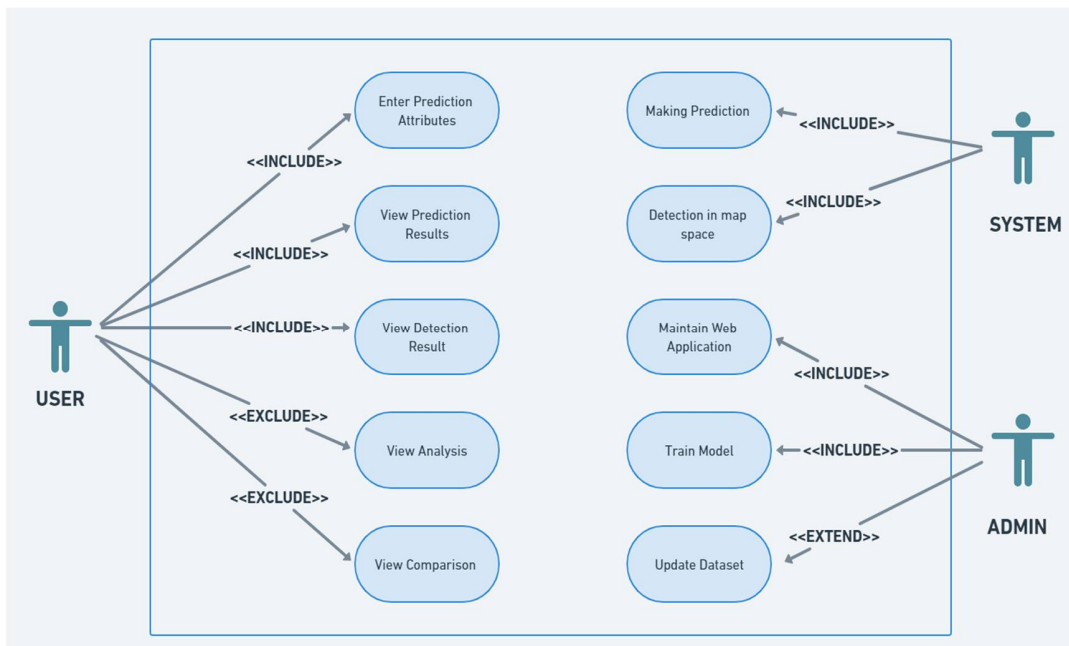 Enter Prediction
Attributes
<<INCLUDE>>
View Prediction
Results
<<INCLUDE>>
View Detection
Result
<<INCLUDE>>
USER
<<EXCLUDE>>
View Analysis
<<EXCLUDE>>
View Comparison
Making Prediction
<<INCLUDE>>
Detection in map
space
<<INCLUDE>>
SYSTEM
Maintain Web
Application
<<INCLUDE>>
Train Model
<<INCLUDE>>
ADMIN
<<EXTEND>>
Update Dataset